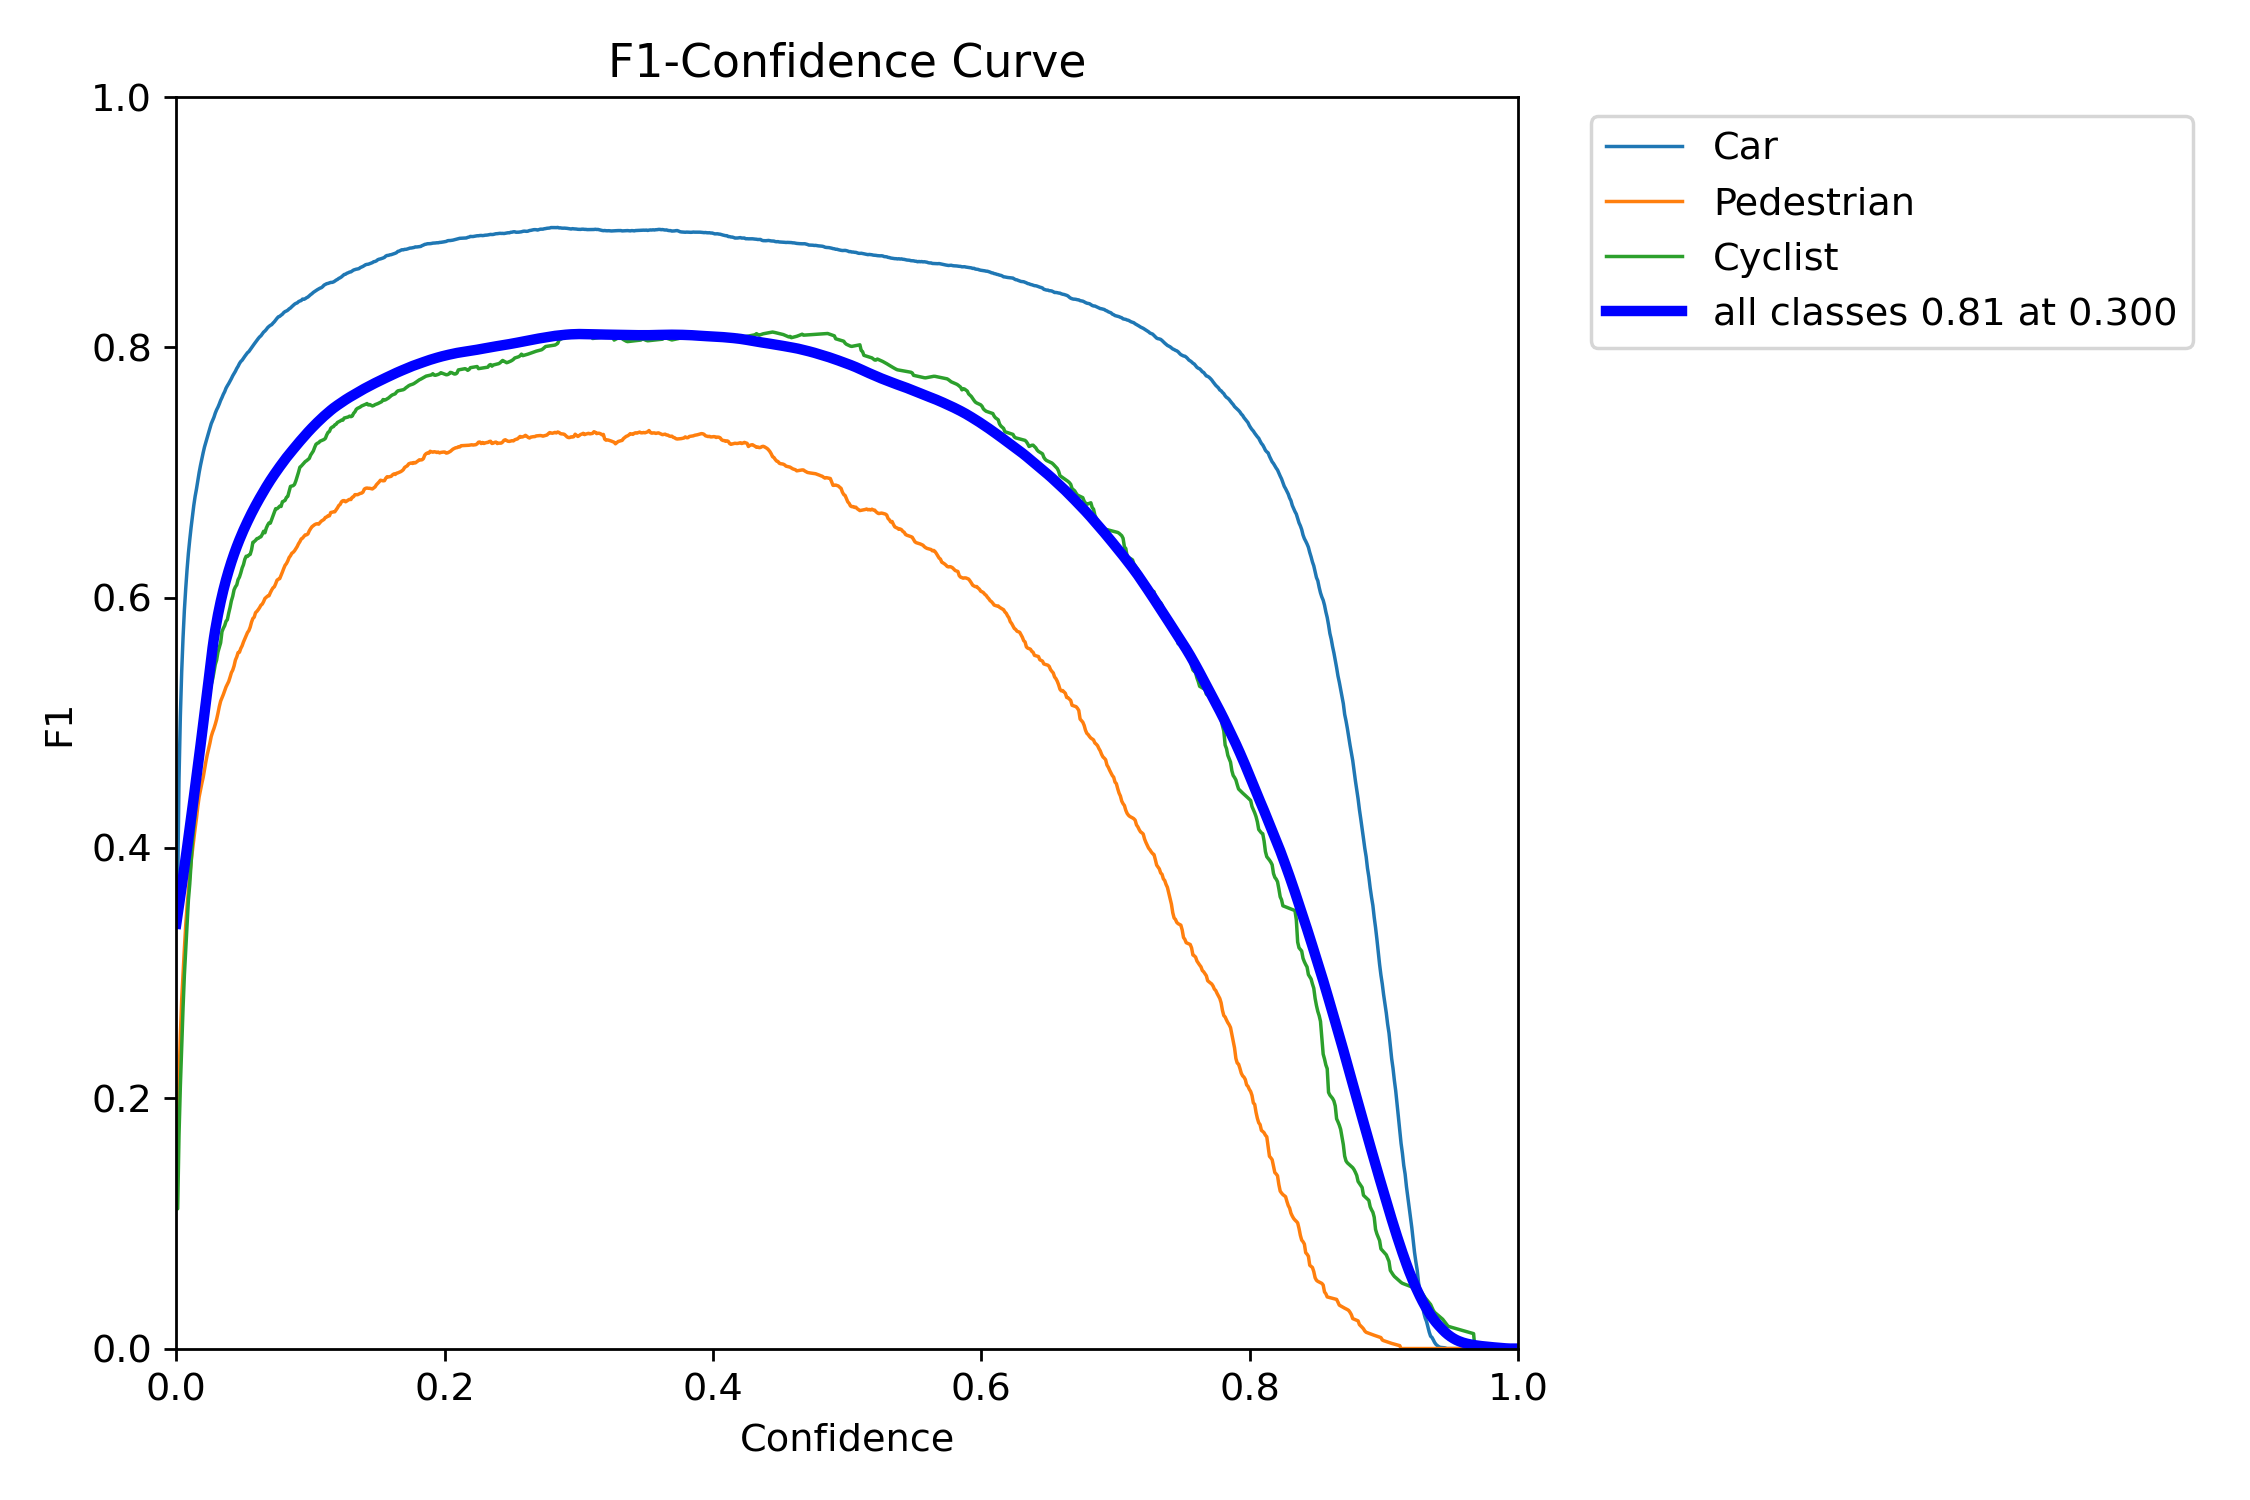 F1-Confidence Curve
1.0
0.8
0.6
0.4
0.2
0.0
F1
0.0 0.2 0.4 0.6 0.8 1.0
Confidence
Car
Pedestrian
Cyclist
all classes 0.81 at 0.300